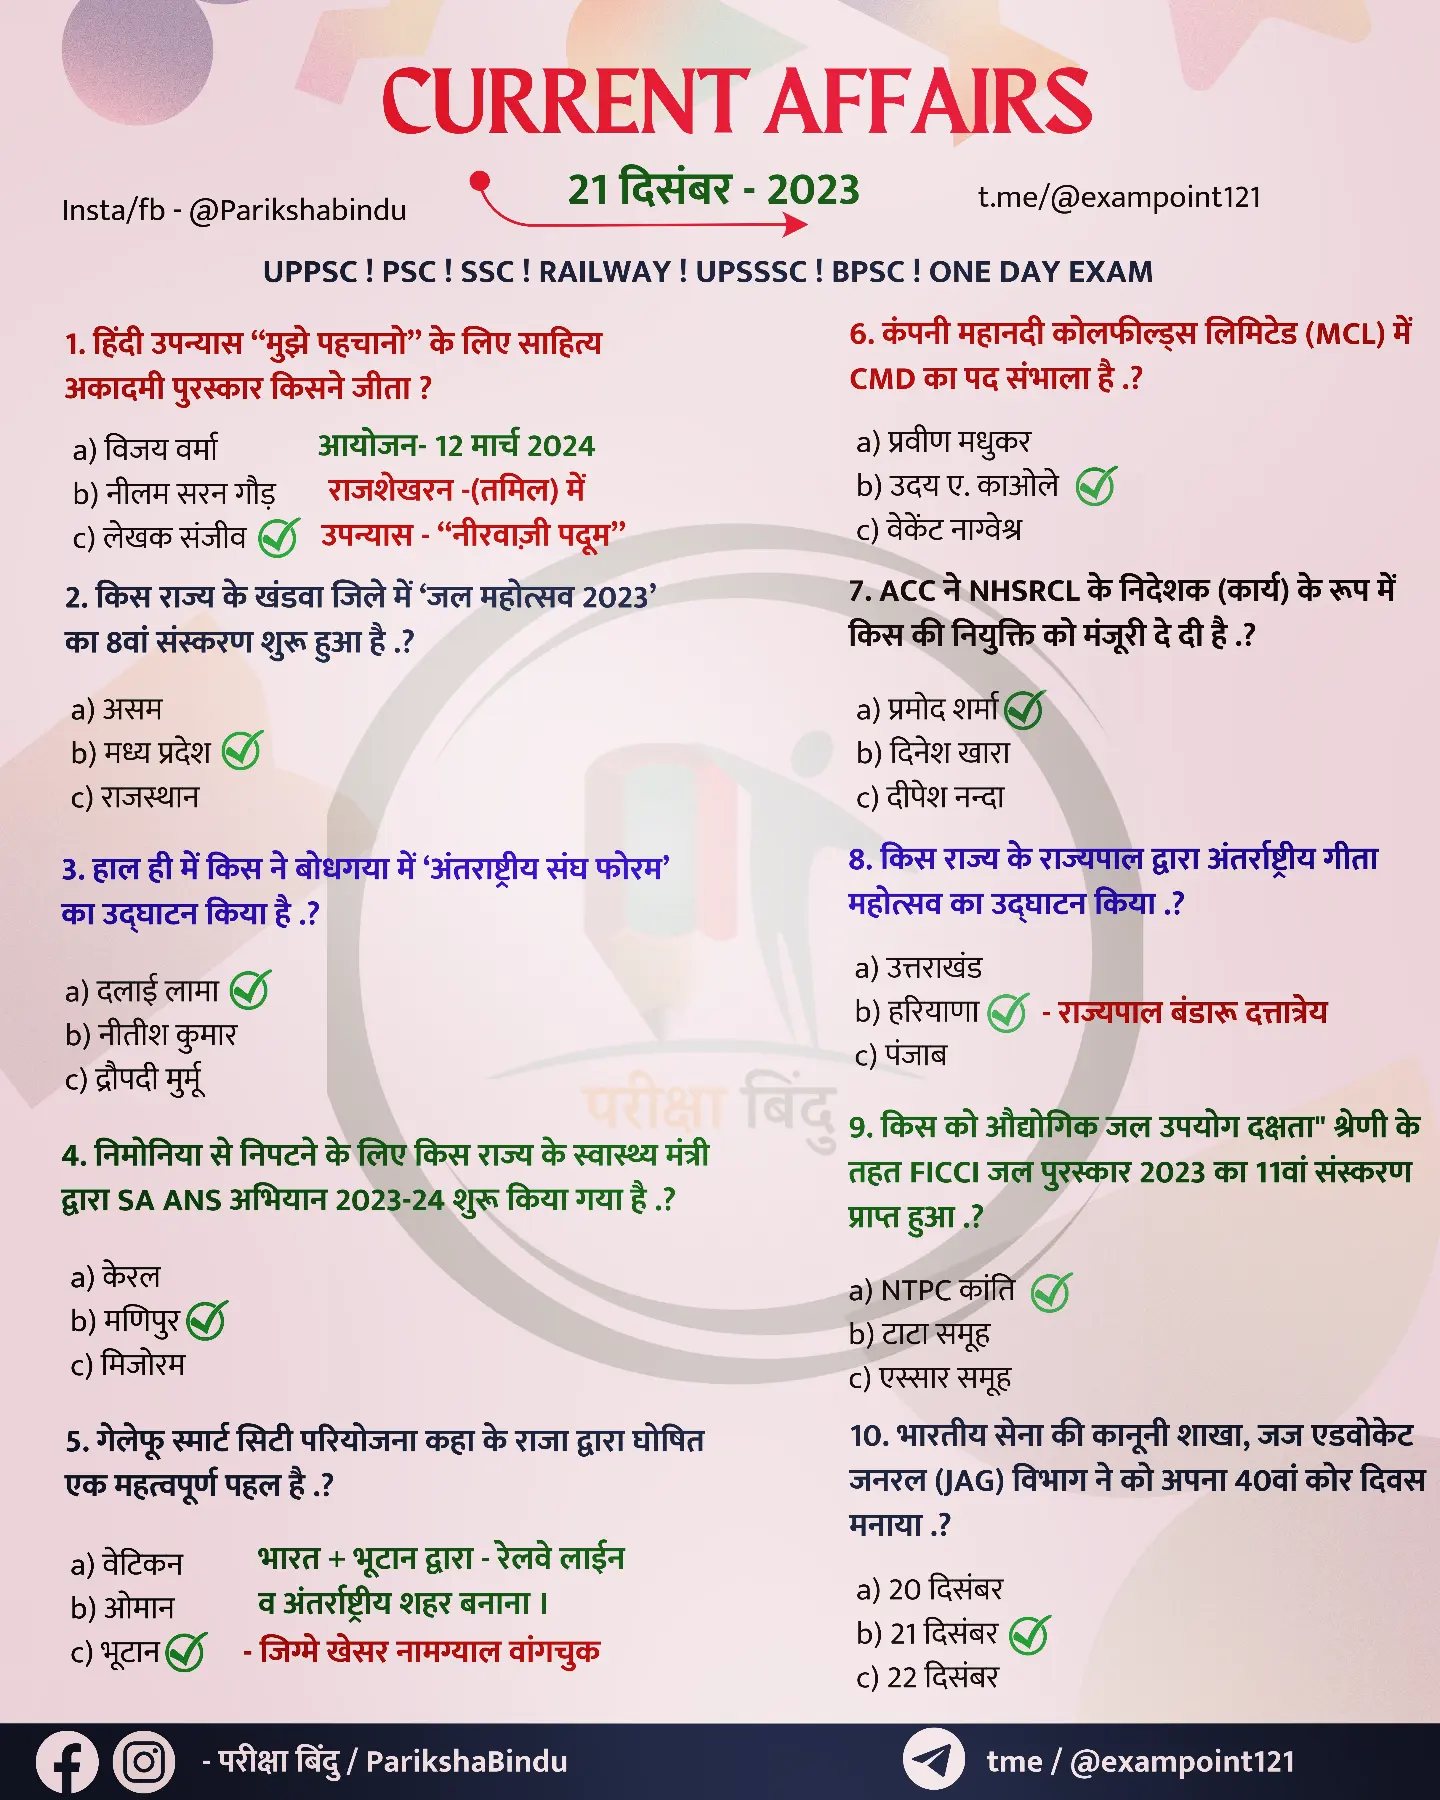 CURRENT AFFAIRS
21 दिसंबर - 2023
Insta/fb - @Parikshabindu
t.me/@exampoint121
UPPSC ! PSC ! SSC ! RAILWAY ! UPSSSC ! BPSC ! ONE DAY EXAM
1. हिंदी उपन्यास “मुझे पहचानो” के लिए साहित्य
अकादमी पुरस्कार किसने जीता ?
a) विजय वर्मा
b) नीलम सरन गौड़
c) लेखक संजीव
आयोजन- 12 मार्च 2024
राजशेखरन -(तमिल) में
उपन्यास - “नीरवाज़ी पदूम”
2. किस राज्य के खंडवा जिले में ‘जल महोत्सव 2023’
का 8वां संस्करण शुरू हुआ है .?
a) असम
b) मध्य प्रदेश
c) राजस्थान
3. हाल ही में किस ने बोधगया में ‘अंतराष्ट्रीय संघ फोरम’
का उद्घाटन किया है .?
a) दलाई लामा
b) नीतीश कुमार
c) द्रौपदी मुर्मू
4. निमोनिया से निपटने के लिए किस राज्य के स्वास्थ्य मंत्री
द्वारा SA ANS अभियान 2023-24 शुरू किया गया है .?
a) केरल
b) मणिपुर
c) मिजोरम
5. गेलेफू स्मार्ट सिटी परियोजना कहा के राजा द्वारा घोषित
एक महत्वपूर्ण पहल है .?
a) वेटिकन
b) ओमान
c) भूटान
भारत + भूटान द्वारा - रेलवे लाईन
व अंतर्राष्ट्रीय शहर बनाना ।
- जिग्मे खेसर नामग्याल वांगचुक
6. कंपनी महानदी कोलफील्ड्स लिमिटेड (MCL) में
CMD का पद संभाला है .?
a) प्रवीण मधुकर
b) उदय ए. काओले
c) वेकेंट नाग्वेश्र
7. ACC ने NHSRCL के निदेशक (कार्य) के रूप में
किस की नियुक्ति को मंजूरी दे दी है .?
a) प्रमोद शर्मा
b) दिनेश खारा
c) दीपेश नन्दा
8. किस राज्य के राज्यपाल द्वारा अंतर्राष्ट्रीय गीता
महोत्सव का उद्घाटन किया .?
a) उत्तराखंड
b) हरियाणा
- राज्यपाल बंडारू दत्तात्रेय
c) पंजाब
9. किस को औद्योगिक जल उपयोग दक्षता" श्रेणी के
तहत FICCI जल पुरस्कार 2023 का 11वां संस्करण
प्राप्त हुआ .?
a) NTPC कांति
b) टाटा समूह
c) एस्सार समूह
10. भारतीय सेना की कानूनी शाखा, जज एडवोकेट
जनरल (JAG) विभाग ने को अपना 40वां कोर दिवस
मनाया .?
a) 20 दिसंबर
b) 21 दिसंबर
c) 22 दिसंबर
परीक्षा बिंदु
- परीक्षा बिंदु / ParikshaBindu
tme / @exampoint121